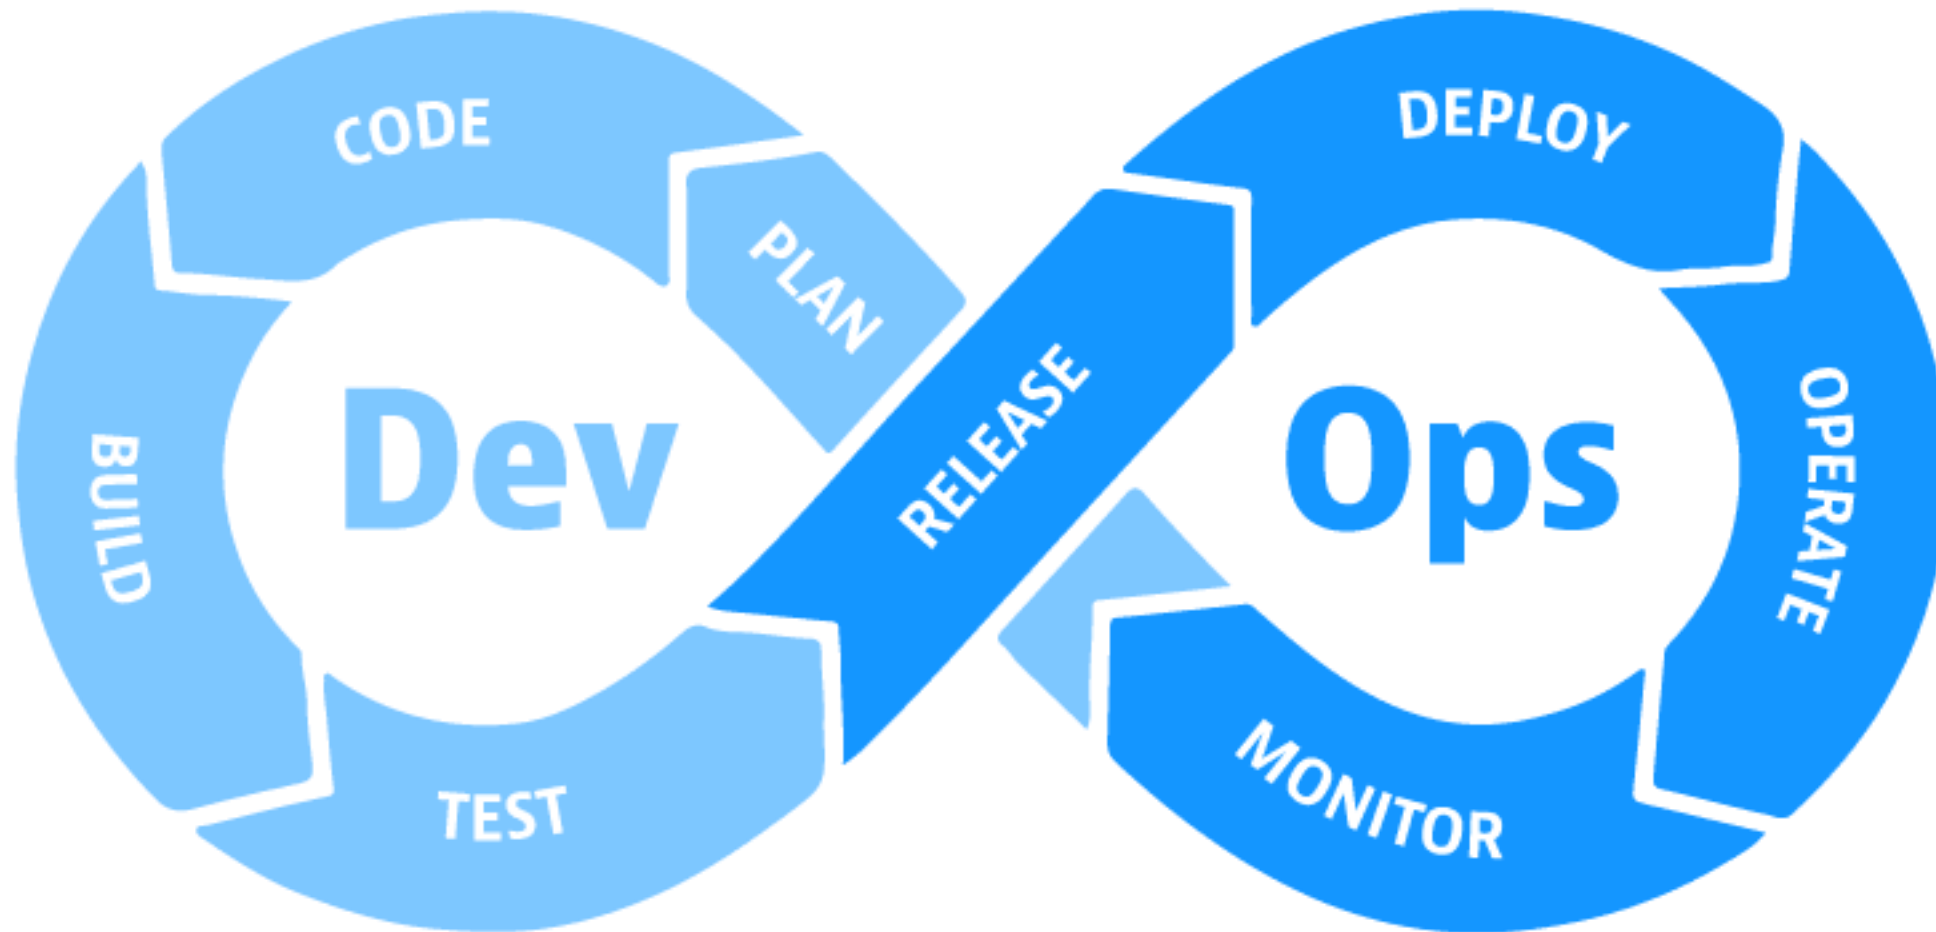 CODE
PLAN
BUILD
Dev
TEST
RELEASE
DEPLOY
Ops
OPERATE
MONITOR